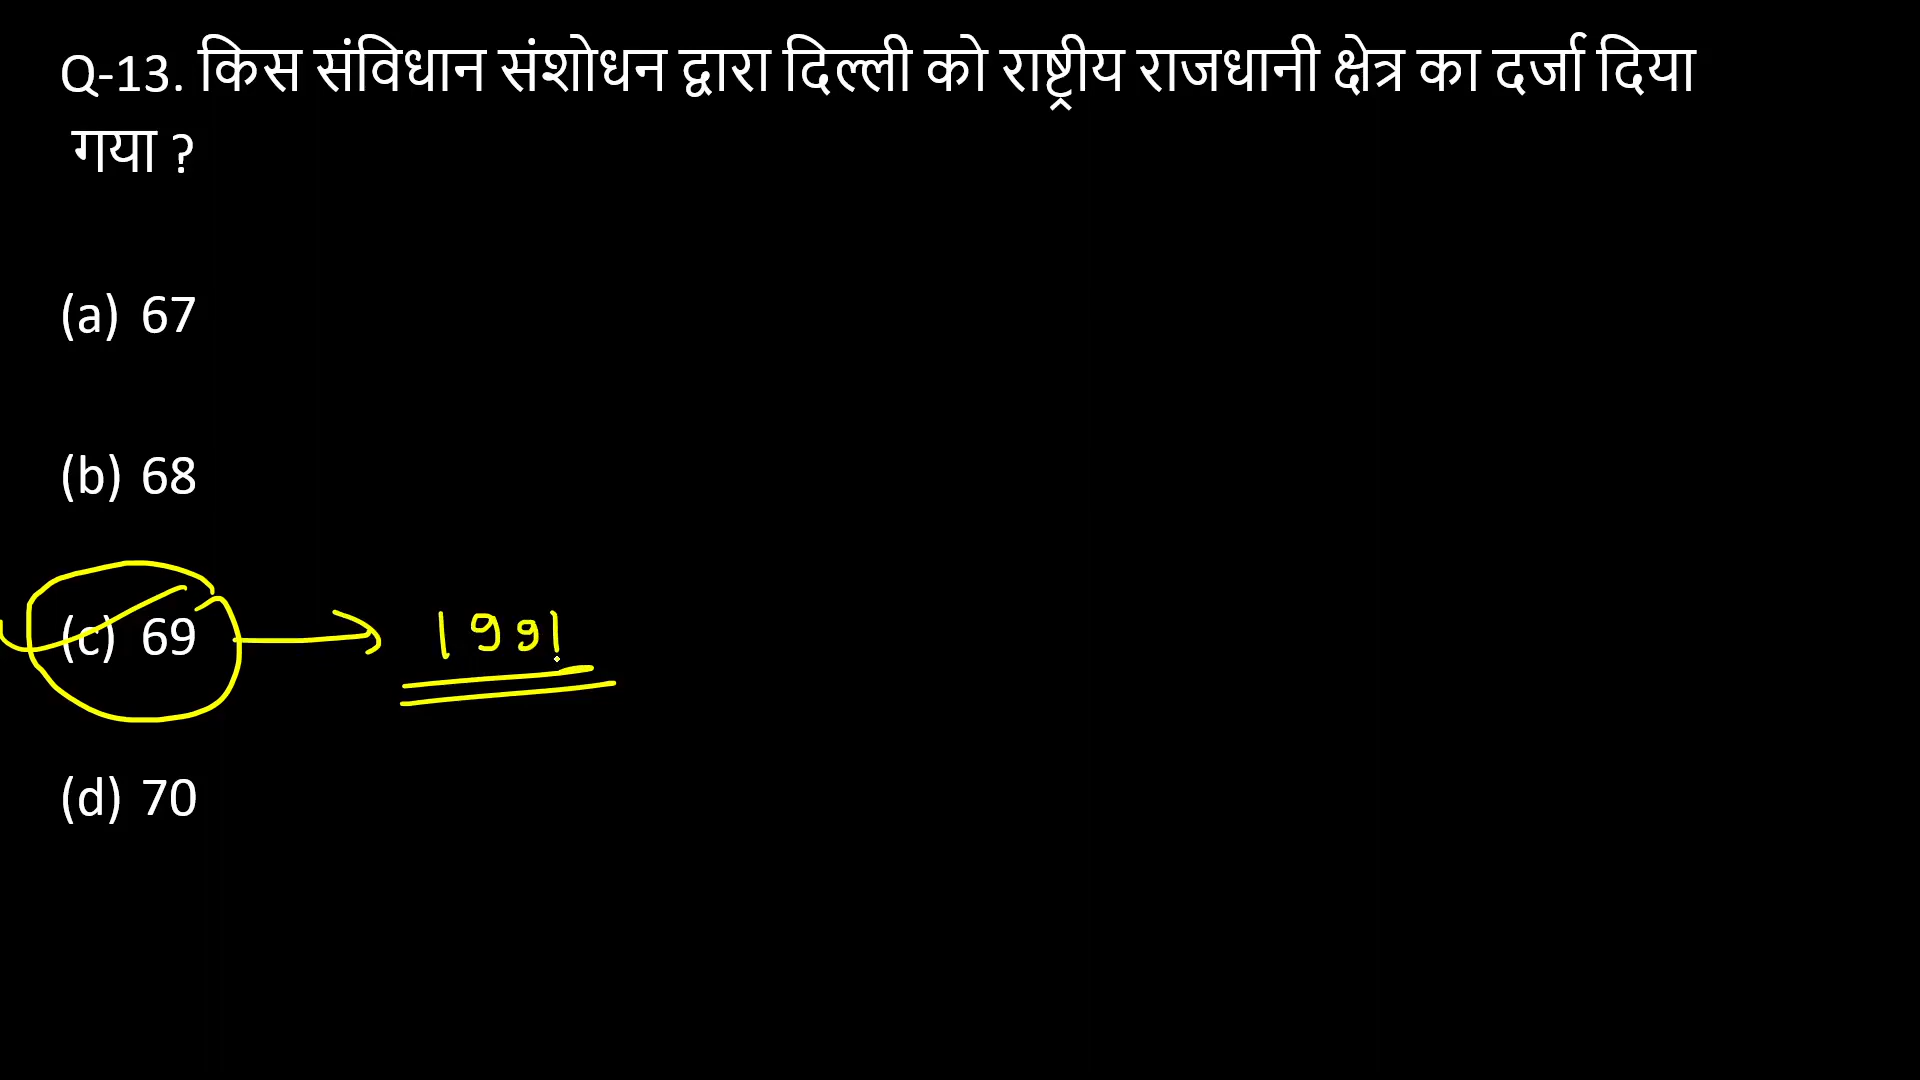 Q-13. किस संविधान संशोधन द्वारा दिल्ली को राष्ट्रीय राजधानी क्षेत्र का दर्जा दिया
गया ?
(a) 67
(b) 68
(c) 69 1991
(d) 70